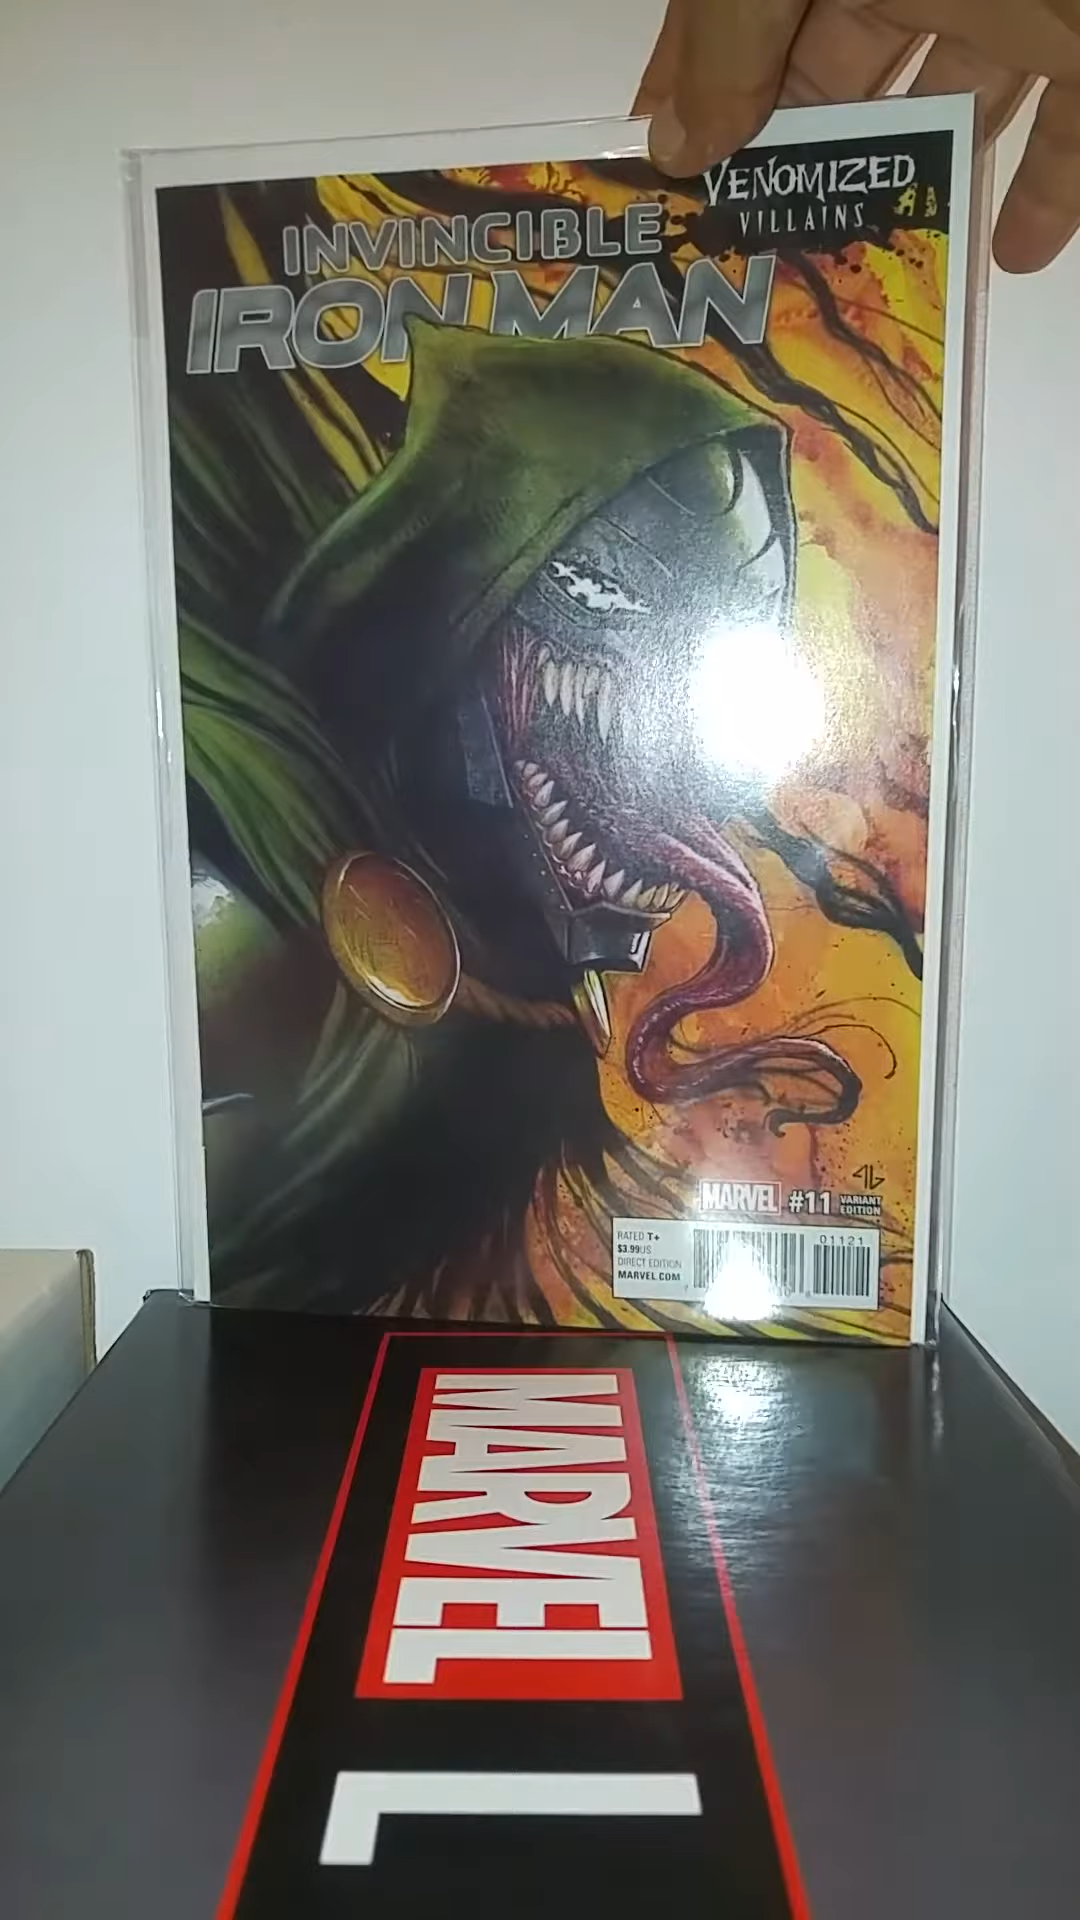 VENOMIZED
VILLAINS
INVINCIBLE
IRON MAN
MARVEL #11 VARIANT
EDITION
RATED T+
$3.99US
DIRECT EDITION
MARVEL.COM
01121
MARVEL L